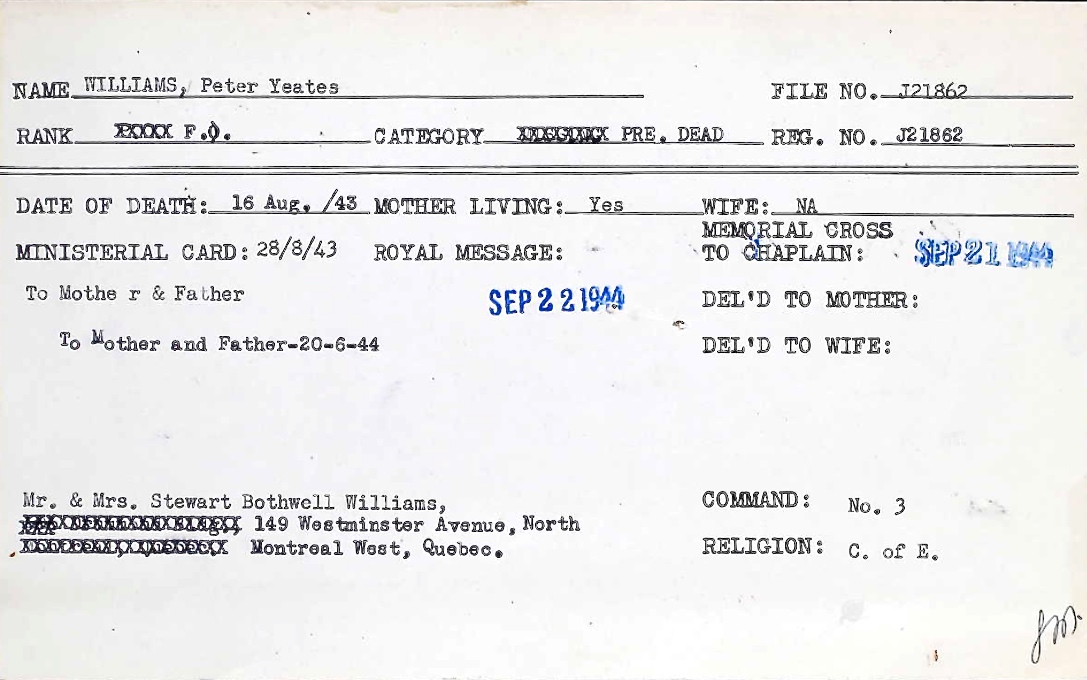 NAME WILLIAMS, Peter Yeates FILE NO. J21862
RANK F.O. CATEGORY PRE. DEAD REG. NO. J21862
DATE OF DEATH: 16 Aug. /43 MOTHER LIVING: Yes WIFE: NA
MEMORIAL CROSS
MINISTERIAL CARD: 28/8/43 ROYAL MESSAGE: TO CHAPLAIN: SEP 21 1944
To Mothe r & Father SEP 22 1944 DEL'D TO MOTHER:
To Mother and Father-20-6-44 DEL'D TO WIFE:
Mr. & Mrs. Stewart Bothwell Williams, COMMAND: No. 3
149 Westminster Avenue, North
Montreal West, Quebec. RELIGION: C. of E.